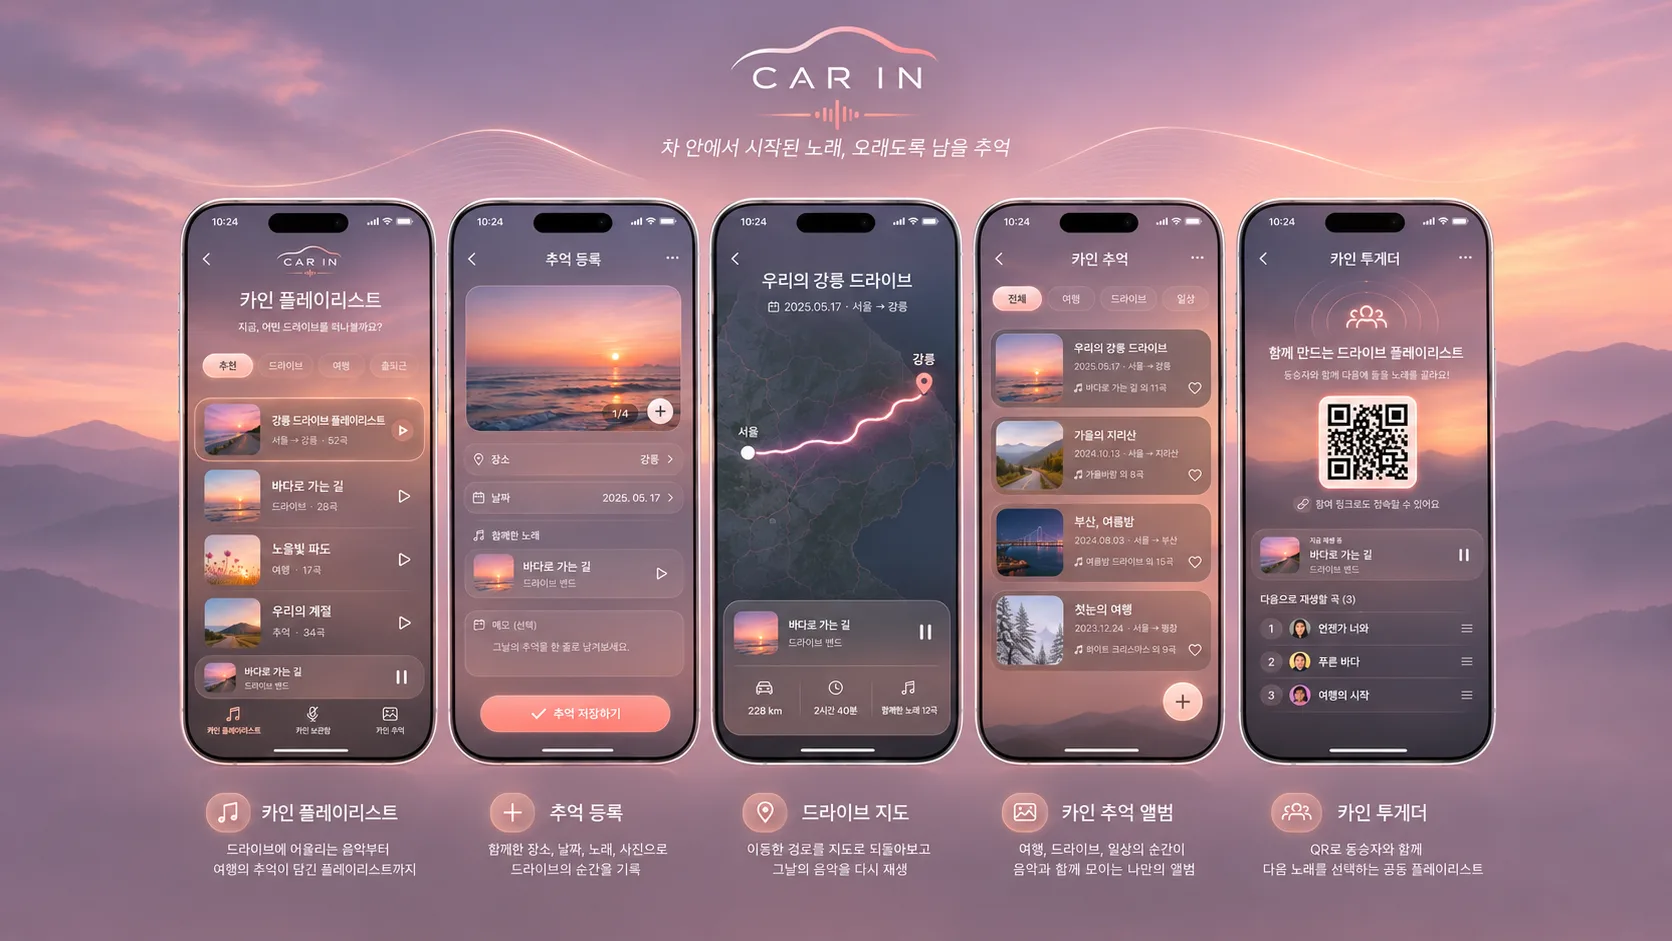 CAR IN
차 안에서 시작된 노래, 오래도록 남을 추억
10:24
CAR IN
카인 플레이리스트
지금, 어떤 드라이브를 떠나볼까요?
추천
드라이브
여행
출퇴근
강릉 드라이브 플레이리스트
서울 → 강릉 · 52곡
바다로 가는 길
드라이브 · 28곡
노을빛 파도
여행 · 17곡
우리의 계절
추억 · 34곡
바다로 가는 길
드라이브 밴드
카인 플레이리스트
카인 보관함
카인 추억
10:24
추억 등록
1/4
장소
강릉
날짜
2025. 05. 17
함께한 노래
바다로 가는 길
드라이브 밴드
메모 (선택)
그날의 추억을 한 줄로 남겨보세요.
추억 저장하기
10:24
우리의 강릉 드라이브
2025.05.17 · 서울 → 강릉
강릉
서울
바다로 가는 길
드라이브 밴드
228 km
2시간 40분
함께한 노래 12곡
10:24
카인 추억
전체
여행
드라이브
일상
우리의 강릉 드라이브
2025.05.17 · 서울 → 강릉
바다로 가는 길 외 11곡
가을의 지리산
2024.10.13 · 서울 → 지리산
가을바람 외 8곡
부산, 여름밤
2024.08.03 · 서울 → 부산
여름밤 드라이브 외 15곡
첫눈의 여행
2023.12.24 · 서울 → 평창
화이트 크리스마스 외 9곡
10:24
카인 투게더
함께 만드는 드라이브 플레이리스트
동승자와 함께 다음에 들을 노래를 골라요!
참여 링크로도 접속할 수 있어요
지금 재생 중
바다로 가는 길
드라이브 밴드
다음으로 재생할 곡 (3)
1 언젠가 너와
2 푸른 바다
3 여행의 시작
카인 플레이리스트
드라이브에 어울리는 음악부터
여행의 추억이 담긴 플레이리스트까지
추억 등록
함께한 장소, 날짜, 노래, 사진으로
드라이브의 순간을 기록
드라이브 지도
이동한 경로를 지도로 되돌아보고
그날의 음악을 다시 재생
카인 추억 앨범
여행, 드라이브, 일상의 순간이
음악과 함께 모이는 나만의 앨범
카인 투게더
QR로 동승자와 함께
다음 노래를 선택하는 공동 플레이리스트